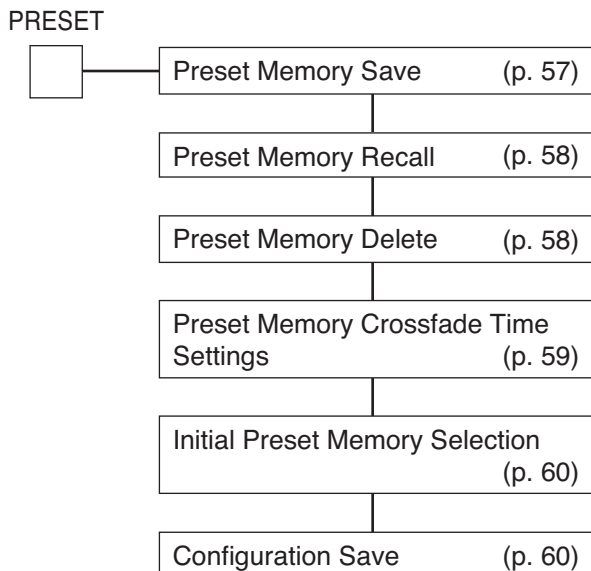 PRESET
Preset Memory Save (p. 57)
Preset Memory Recall (p. 58)
Preset Memory Delete (p. 58)
Preset Memory Crossfade Time
Settings (p. 59)
Initial Preset Memory Selection
(p. 60)
Configuration Save (p. 60)